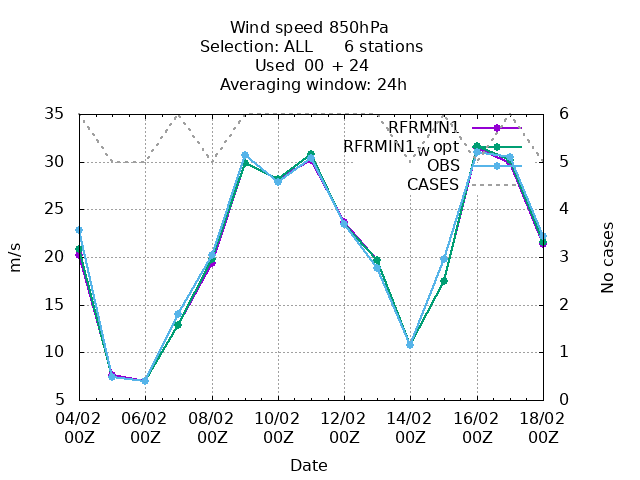 Wind speed 850hPa
Selection: ALL      6 stations
Used  00 + 24
Averaging window: 24h
35 6
RFRMIN1
RFRMIN1w opt
OBS
CASES
30 5
25 4
20 3
15 2
10 1
5 0
m/s
No cases
04/02 06/02 08/02 10/02 12/02 14/02 16/02 18/02
00Z 00Z 00Z 00Z 00Z 00Z 00Z 00Z
Date